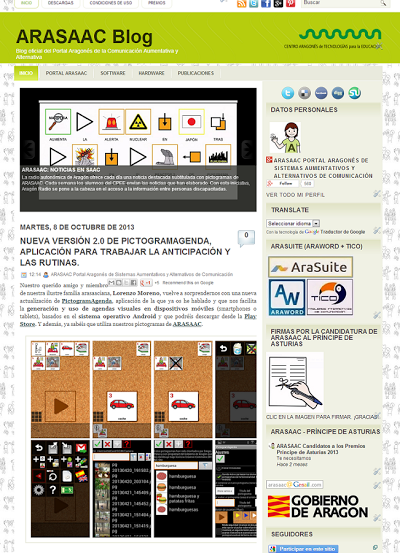 INICIO DESCARGAS CONDICIONES DE USO PREMIOS
Buscar
ARASAAC Blog
Blog oficial del Portal Aragonés de la Comunicación Aumentativa y
Alternativa
CENTRO ARAGONÉS de TECNOLOGÍAS para la EDUCACIÓN
INICIO PORTAL ARASAAC SOFTWARE HARDWARE PUBLICACIONES
AUMENTA LA ALERTA NUCLEAR EN JAPÓN TRAS
ARASAAC: NOTICIAS EN SAAC
La radio autonómica de Aragón ofrece cada día una noticia destacada subtitulada con pictogramas de
ARASAAC. Cada semana los alumnos del CPEE envían las noticias que han elaborado. Con esta iniciativa,
Aragón Radio se pone a la cabeza en el acceso a la información entre personas discapacitadas.
MARTES, 8 DE OCTUBRE DE 2013
0
NUEVA VERSIÓN 2.0 DE PICTOGRAMAGENDA,
APLICACIÓN PARA TRABAJAR LA ANTICIPACIÓN Y
LAS RUTINAS.
12:14 ARASAAC Portal Aragonés de Sistemas Aumentativos y Alternativos de Comunicación
Nuestro querido amigo y miembro
+1 Recommend this on Google
de nuestra ilustre familia arasaaciana, Lorenzo Moreno, vuelve a sorprendernos con una nueva
actualización de PictogramAgenda, aplicación de la que ya os he hablado y que nos facilita
la generación y uso de agendas visuales en dispositivos móviles (smartphones o
tablets), basados en el sistema operativo Android y que podréis descargar desde la Play
Store. Y además, ya sabéis que utiliza nuestros pictogramas de ARASAAC.
hamburguesa
hamburguesa
hamburguesa
y patatas fritas
hamburguesas
Ajustes
DATOS PERSONALES
ARASAAC PORTAL ARAGONÉS DE
SISTEMAS AUMENTATIVOS Y
ALTERNATIVOS DE COMUNICACIÓN
Follow 560
VER TODO MI PERFIL
TRANSLATE
Seleccionar idioma
Con la tecnología de Google Traductor de Google
ARASUITE (ARAWORD + TICO)
AraSuite
AW
ARAWORD
TICO
FIRMAS POR LA CANDIDATURA DE
ARASAAC AL PRÍNCIPE DE
ASTURIAS
CLIC EN LA IMAGEN PARA FIRMAR. ¡GRACIAS!
ARASAAC - PRÍNCIPE DE ASTURIAS
ARASAAC Candidatos a los Premios
Príncipe de Asturias 2013
Te necesitamos
Hace 2 meses
arasaac@Gmail.com
GOBIERNO
DE ARAGON
SEGUIDORES
Participar en este sitio